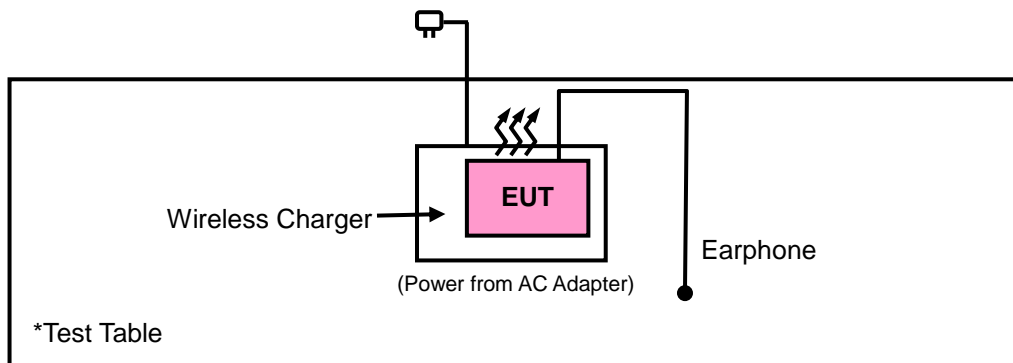 EUT
Wireless Charger
Earphone
(Power from AC Adapter)
*Test Table